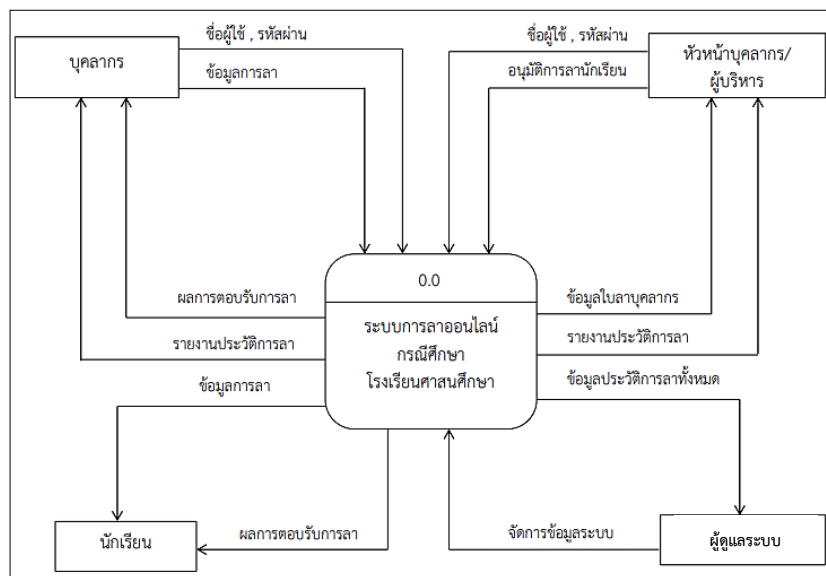 ชื่อผู้ใช้ , รหัสผ่าน
บุคลากร
ข้อมูลการลา
ชื่อผู้ใช้ , รหัสผ่าน
อนุมัติการลานักเรียน
หัวหน้าบุคลากร/
ผู้บริหาร
0.0
ระบบการลาออนไลน์
กรณีศึกษา
โรงเรียนศาสนศึกษา
ผลการตอบรับการลา
รายงานประวัติการลา
ข้อมูลการลา
ข้อมูลใบลาบุคลากร
รายงานประวัติการลา
ข้อมูลประวัติการลาทั้งหมด
นักเรียน
ผลการตอบรับการลา
จัดการข้อมูลระบบ
ผู้ดูแลระบบ